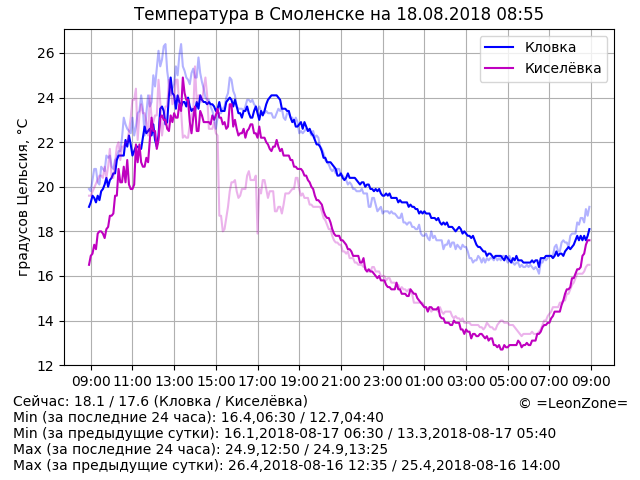 Температура в Смоленске на 18.08.2018 08:55
градусов Цельсия, °C
26
24
22
20
18
16
14
12
Кловка
Киселёвка
09:00 11:00 13:00 15:00 17:00 19:00 21:00 23:00 01:00 03:00 05:00 07:00 09:00
Сейчас: 18.1 / 17.6 (Кловка / Киселёвка)
© =LeonZone=
Min (за последние 24 часа): 16.4,06:30 / 12.7,04:40
Min (за предыдущие сутки): 16.1,2018-08-17 06:30 / 13.3,2018-08-17 05:40
Max (за последние 24 часа): 24.9,12:50 / 24.9,13:25
Max (за предыдущие сутки): 26.4,2018-08-16 12:35 / 25.4,2018-08-16 14:00